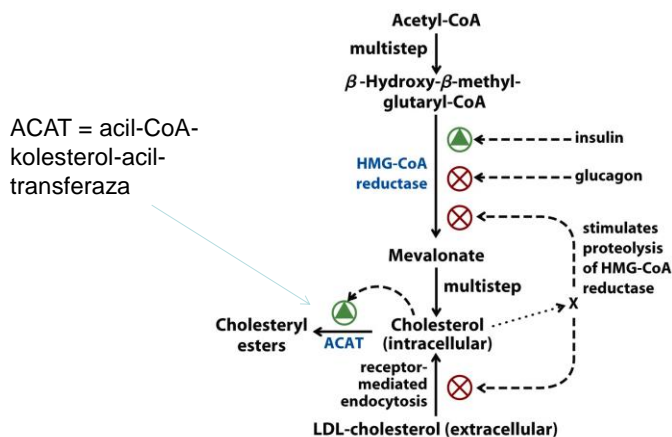 Acetyl-CoA
multistep
β-Hydroxy-β-methyl-
glutaryl-CoA
ACAT = acil-CoA-
kolesterol-acil-
transferaza
insulin
HMG-CoA
reductase
glucagon
stimulates
proteolysis
of HMG-CoA
reductase
Mevalonate
multistep
X
Cholesteryl
esters
ACAT
Cholesterol
(intracellular)
receptor-
mediated
endocytosis
LDL-cholesterol (extracellular)